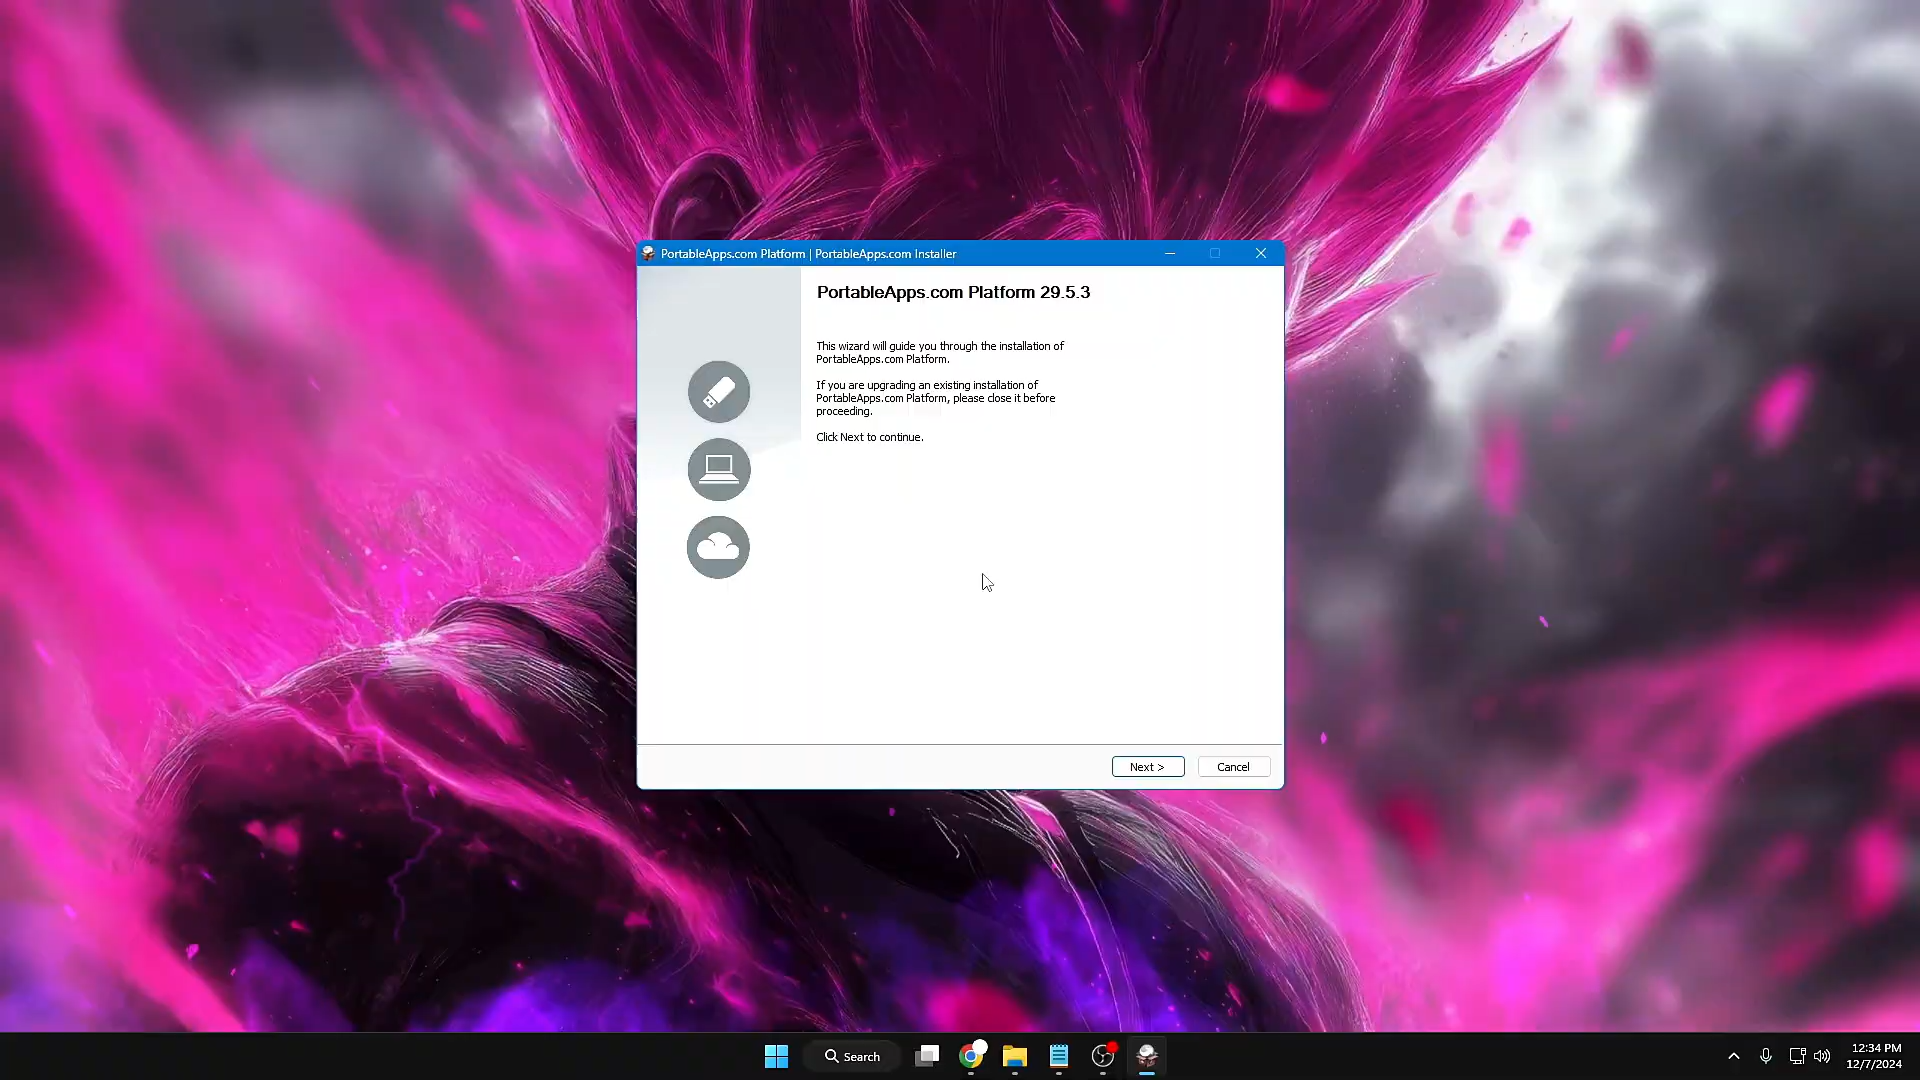 PortableApps.com Platform | PortableApps.com Installer
PortableApps.com Platform 29.5.3
This wizard will guide you through the installation of
PortableApps.com Platform.
If you are upgrading an existing installation of
PortableApps.com Platform, please close it before
proceeding.
Click Next to continue.
Next >
Cancel
Search
12:34 PM
12/7/2024